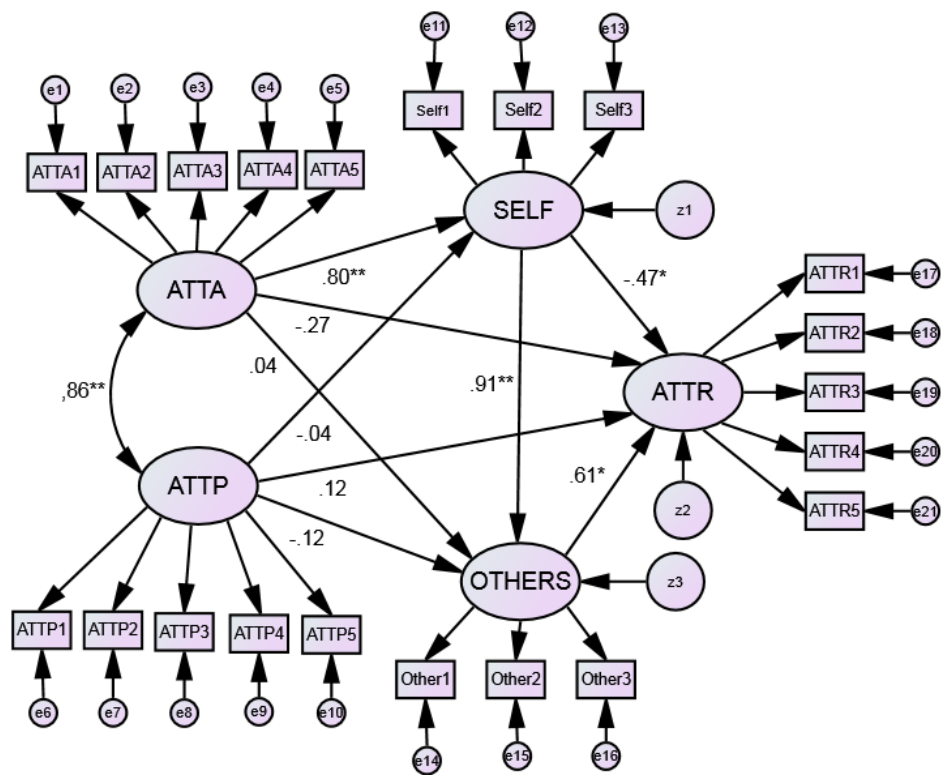 e11
e12
e13
e1
e2
e3
e4
e5
Self1
Self2
Self3
ATTA1
ATTA2
ATTA3
ATTA4
ATTA5
SELF
z1
.80**
-.47*
ATTR1
e17
ATTA
-.27
ATTR2
e18
.04
,86**
.91**
ATTR
ATTR3
e19
-.04
ATTR4
e20
ATTP
.12
.61*
z2
ATTR5
e21
-.12
OTHERS
z3
ATTP1
ATTP2
ATTP3
ATTP4
ATTP5
Other1
Other2
Other3
e6
e7
e8
e9
e10
e14
e15
e16